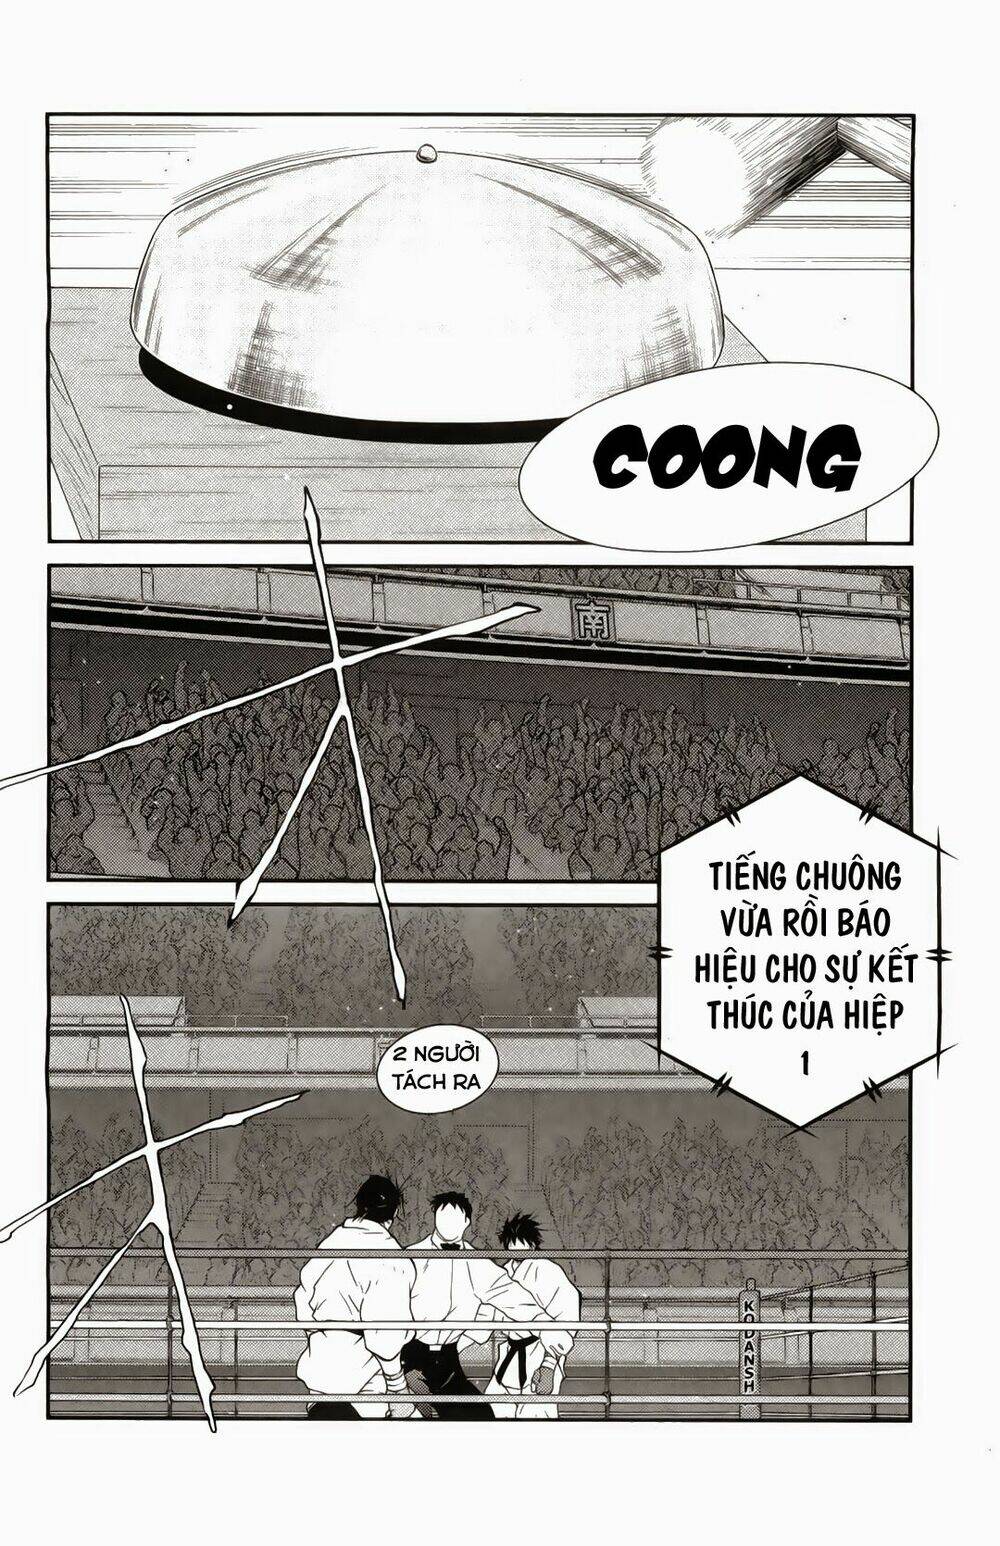 COONG
南
TIẾNG CHUÔNG
VỪA RỒI BÁO
HIỆU CHO SỰ KẾT
THÚC CỦA HIỆP
1
2 NGƯỜI
TÁCH RA
KODANSH